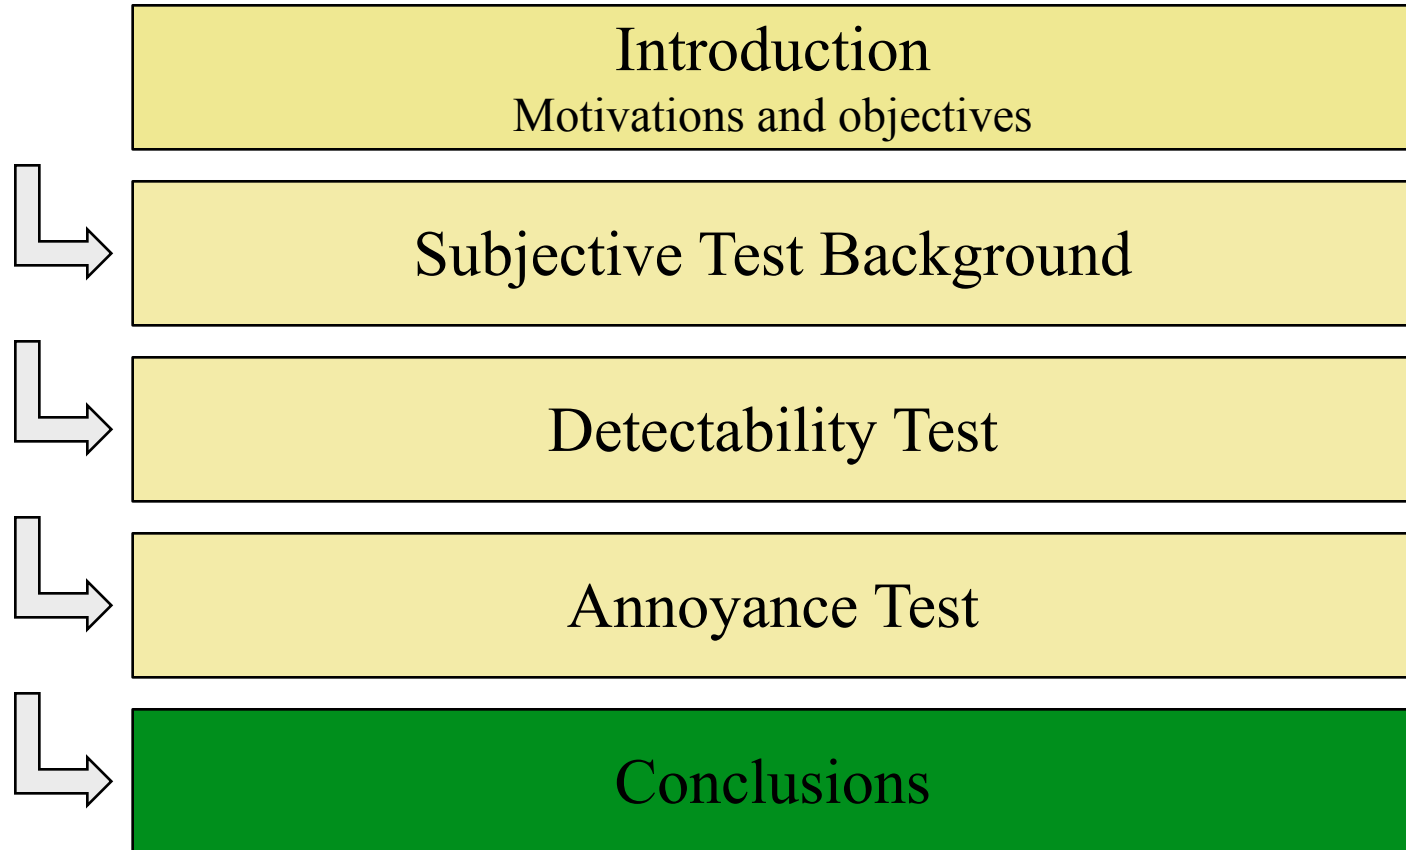 Introduction
Motivations and objectives
Subjective Test Background
Detectability Test
Annoyance Test
Conclusions